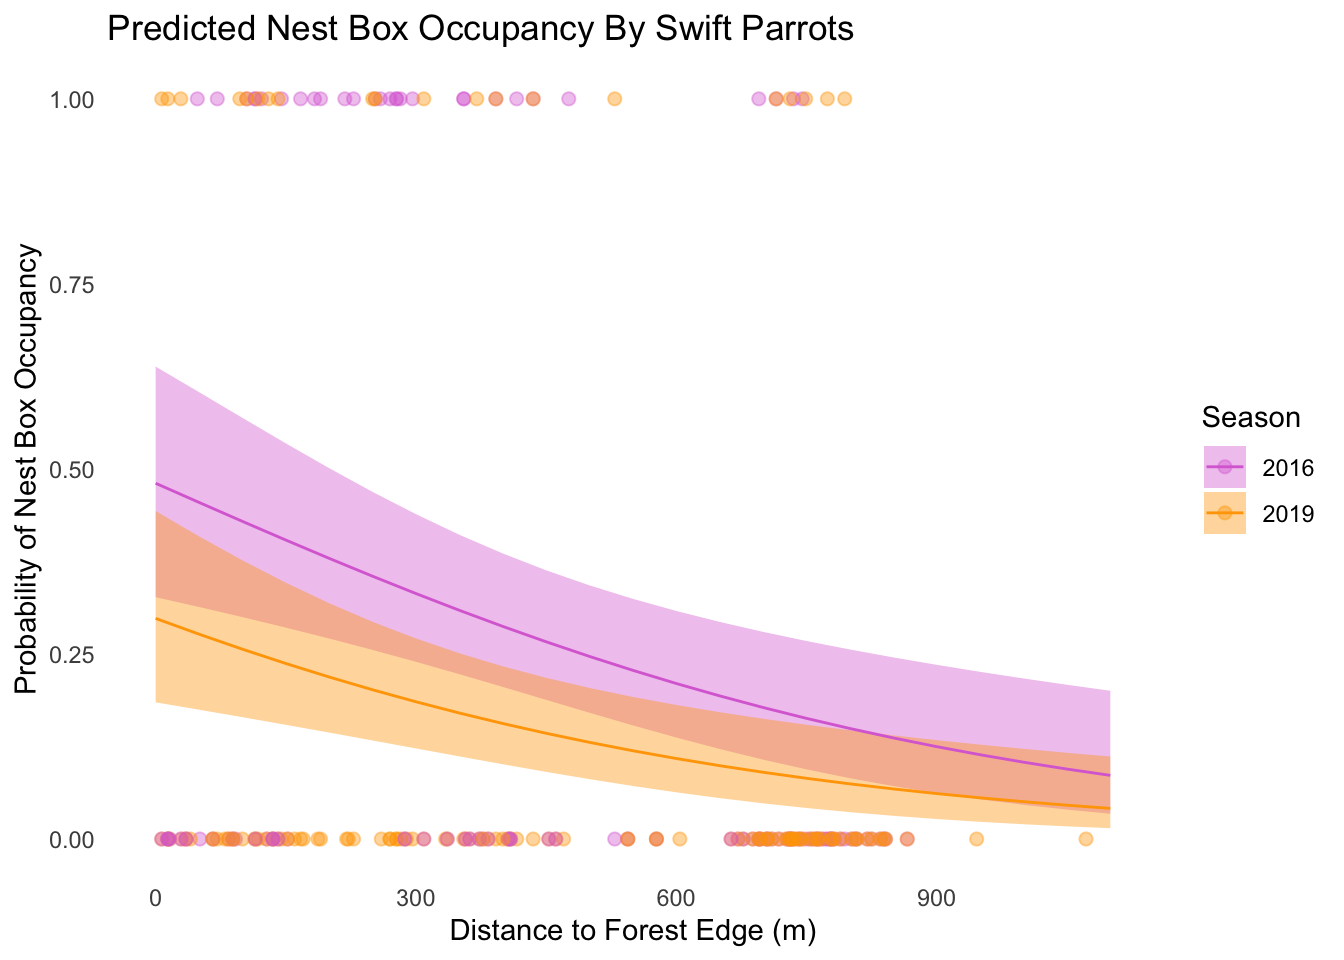 Predicted Nest Box Occupancy By Swift Parrots
Probability of Nest Box Occupancy
1.00
0.75
0.50
0.25
0.00
0
300
600
900
Distance to Forest Edge (m)
Season
2016
2019